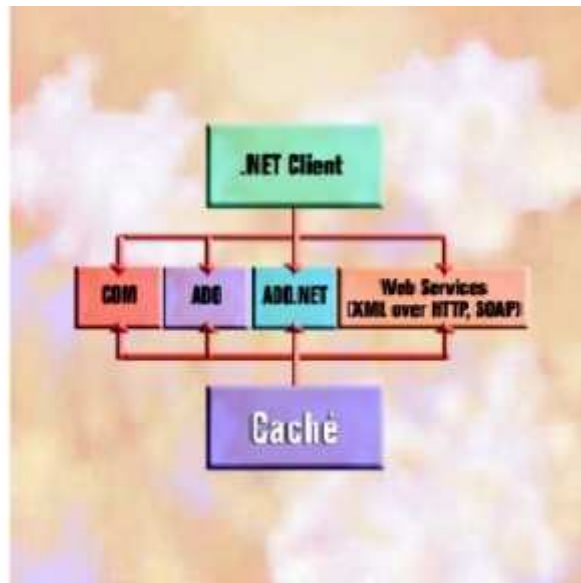 .NET Client
COM
ADO
ADO.NET
Web Services
(XML over HTTP, SOAP)
Caché